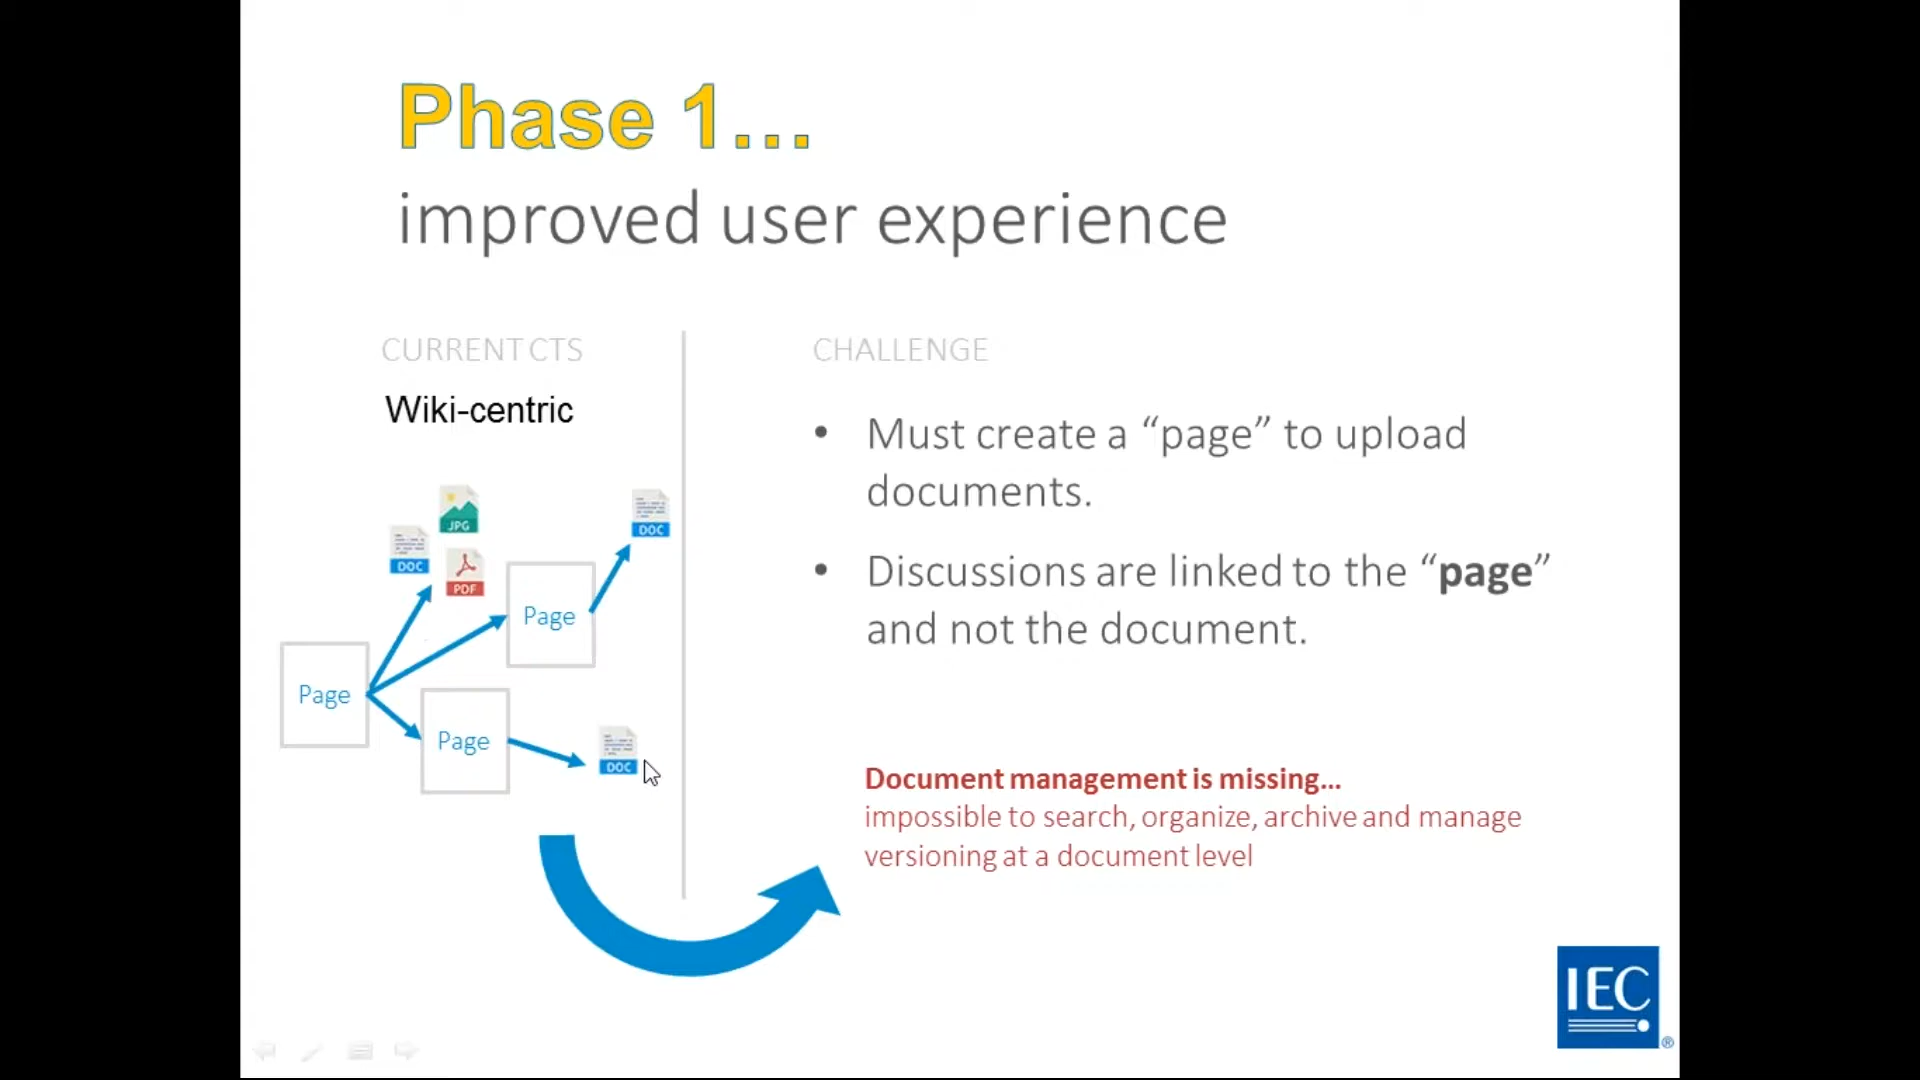 Phase 1...
improved user experience
CURRENT CTS
Wiki-centric
JPG
DOC
PDF
DOC
Page
Page
Page
DOC
CHALLENGE
• Must create a “page” to upload
documents.
• Discussions are linked to the “page”
and not the document.
Document management is missing...
impossible to search, organize, archive and manage
versioning at a document level
IEC
®